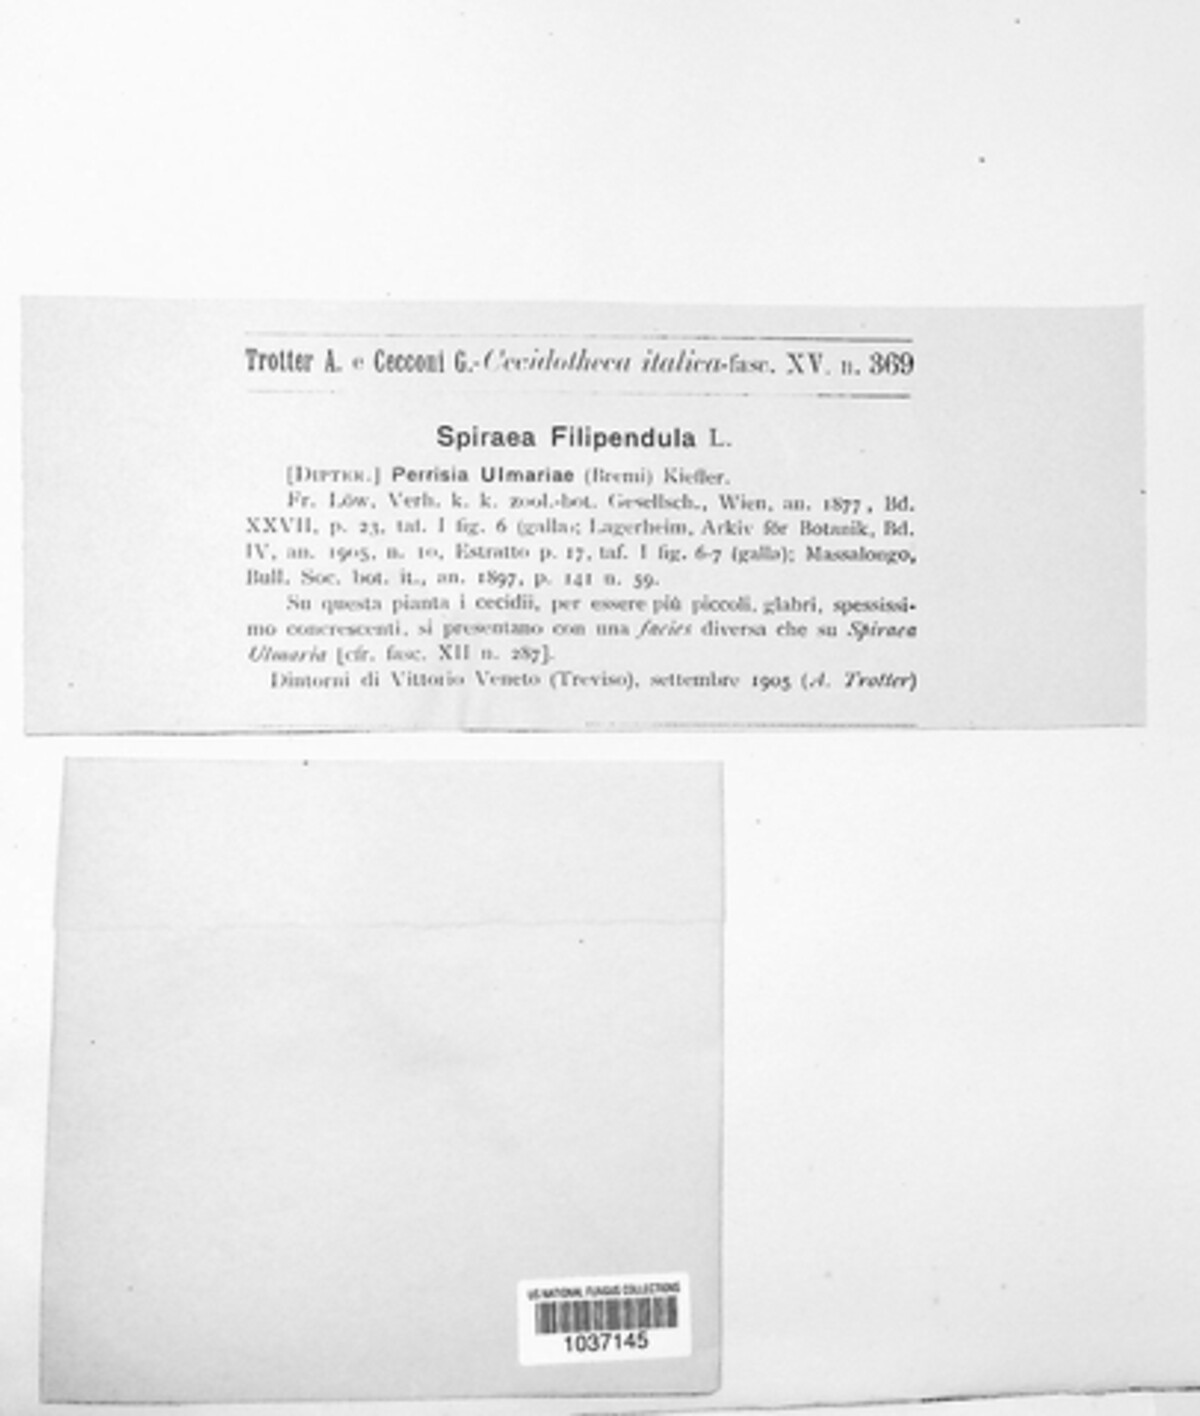 Trotter A. e Cecconi G.-Cecidotheca italica-fasc. XV. n. 369
Spiraea Filipendula L.
[DIPTER.] Perrisia Ulmariae (Bremi) Kieffer.
Fr. Löw, Verh. k. k. zool.-bot. Gesellsch., Wien, an. 1877, Bd.
XXVII, p. 23, taf. I fig. 6 (galla); Lagerheim, Arkiv för Botanik, Bd.
IV, an. 1905, n. 10, Estratto p. 17, taf. I fig. 6-7 (galla); Massalongo,
Bull. Soc. bot. it., an. 1897, p. 141 n. 59.
Su questa pianta i cecidii, per essere più piccoli, glabri, spessissi-
mo concrescenti, si presentano con una facies diversa che su Spiraea
Ulmaria [cfr. fasc. XII n. 287].
Dintorni di Vittorio Veneto (Treviso), settembre 1905 (A. Trotter)
US NATIONAL FUNGUS COLLECTIONS
1037145